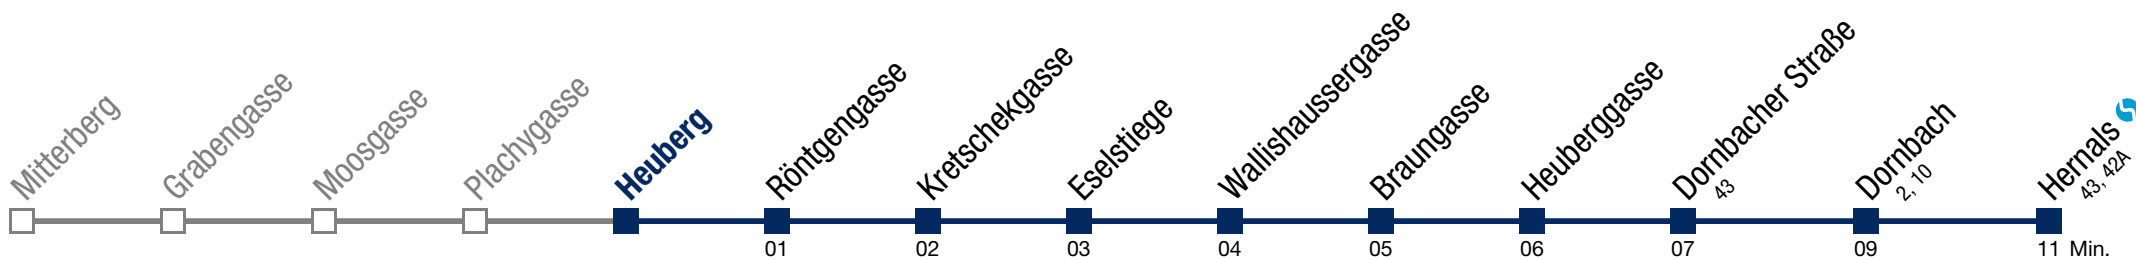 Mitterberg
Grabengasse
Moosgasse
Plachygasse
Heuberg
Röntgengasse
Kretschekgasse
Eselstiege
Wallishaussergasse
Braungasse
Heuberggasse
Dornbacher Straße
43
Dornbach
2, 10
Hernals
43, 42A
01 02 03 04 05 06 07 09 11 Min.